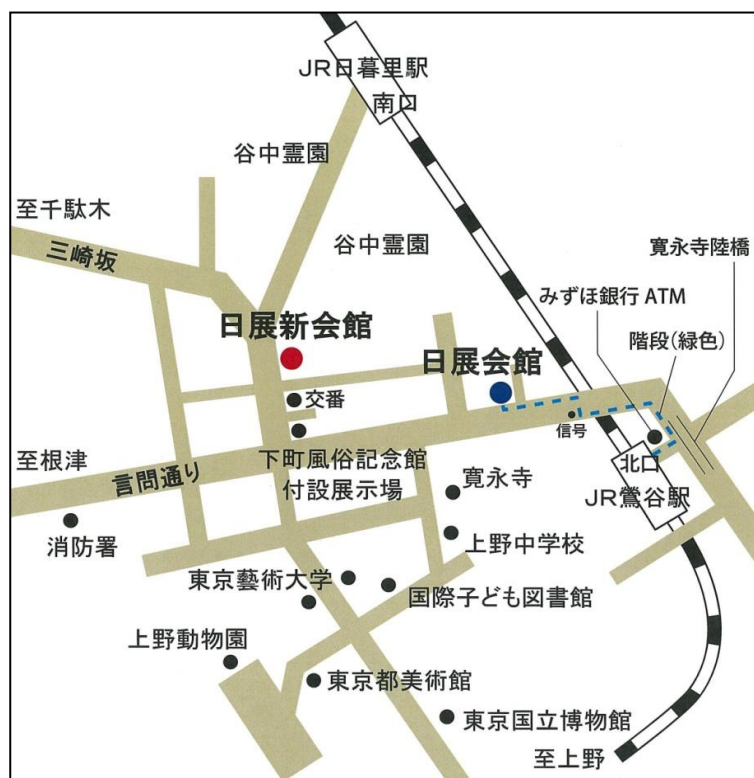 JR日暮里駅
南口
谷中霊園
至千駄木
三崎坂
谷中霊園
寛永寺陸橋
みずほ銀行 ATM
階段(緑色)
日展新会館
日展会館
交番
信号
至根津
言問通り
下町風俗記念館
付設展示場
北口
JR鶯谷駅
寛永寺
消防署
上野中学校
東京藝術大学
国際子ども図書館
上野動物園
東京都美術館
東京国立博物館
至上野